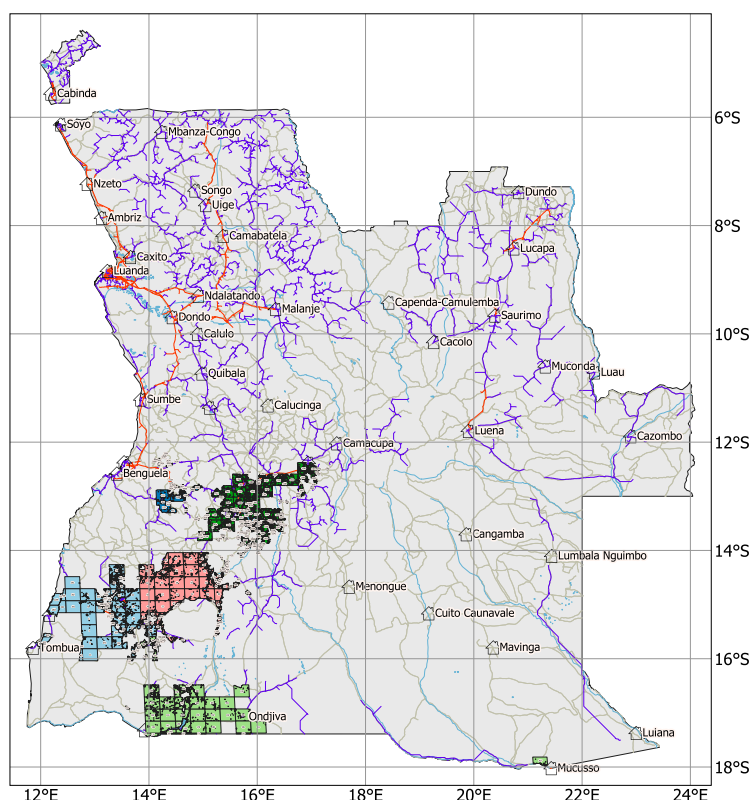 Cabinda
6°S
Soyo
Mbanza-Congo
Nzeto
Songo
Dundo
Uige
Ambriz
8°S
Camabatela
Lucapa
Caxito
Luanda
Ndalatando
Capenda-Camulemba
Malanje
Dondo
Saurimo
Calulo
10°S
Cacolo
Quibala
Muconda
Luau
Sumbe
Calucinga
Luena
Cazombo
Camacupa
12°S
Benguela
Cangamba
14°S
Lumbala Nguimbo
Menongue
Cuito Cuanavale
Tombua
Mavinga
16°S
Ondjiva
Luiana
Mucusso
18°S
12°E 14°E 16°E 18°E 20°E 22°E 24°E